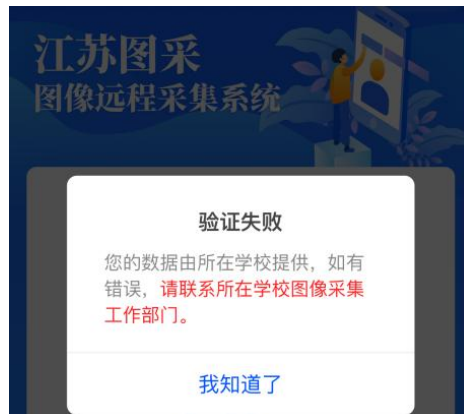 江苏图采
图像远程采集系统
验证失败
您的数据由所在学校提供，如有
错误，请联系所在学校图像采集
工作部门。
我知道了